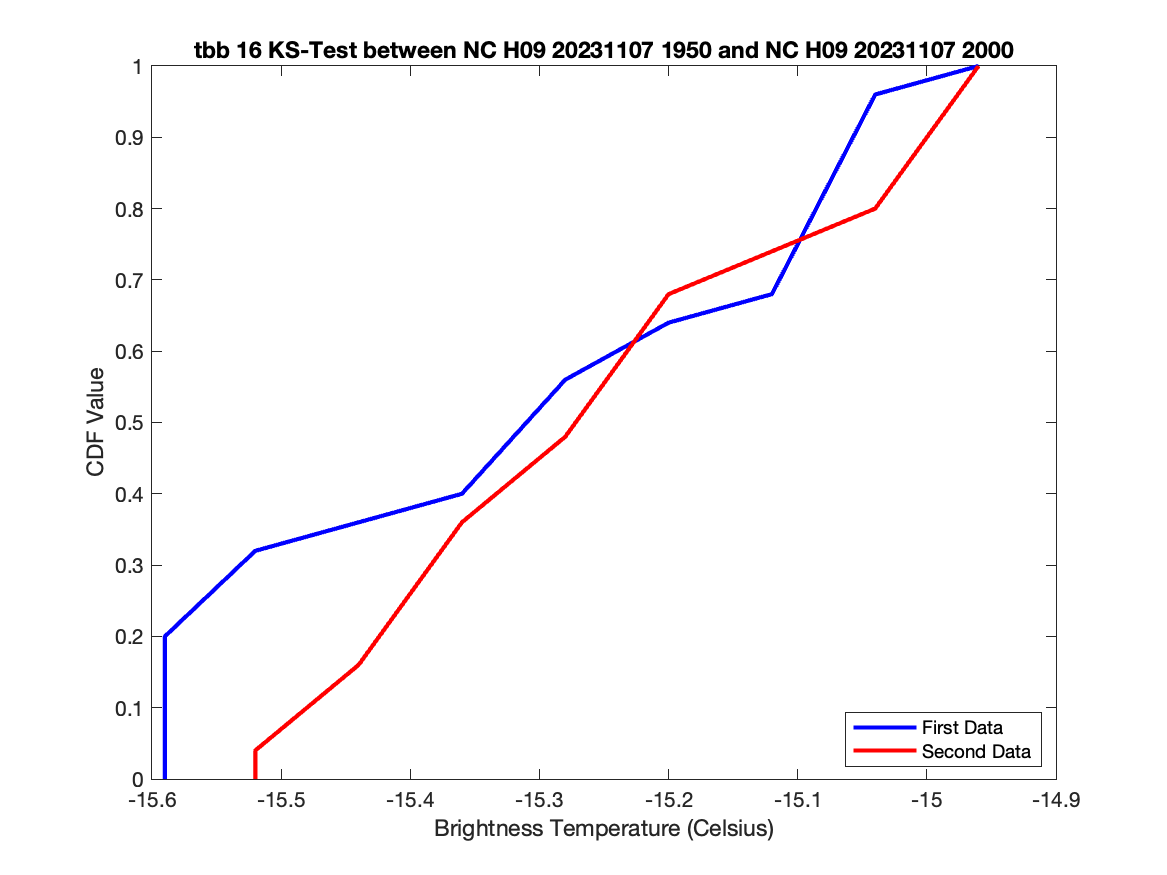 tbb 16 KS-Test between NC H09 20231107 1950 and NC H09 20231107 2000
1
0.9
0.8
0.7
0.6
0.5
0.4
0.3
0.2
0.1
0
CDF Value
First Data
Second Data
-15.6 -15.5 -15.4 -15.3 -15.2 -15.1 -15 -14.9
Brightness Temperature (Celsius)